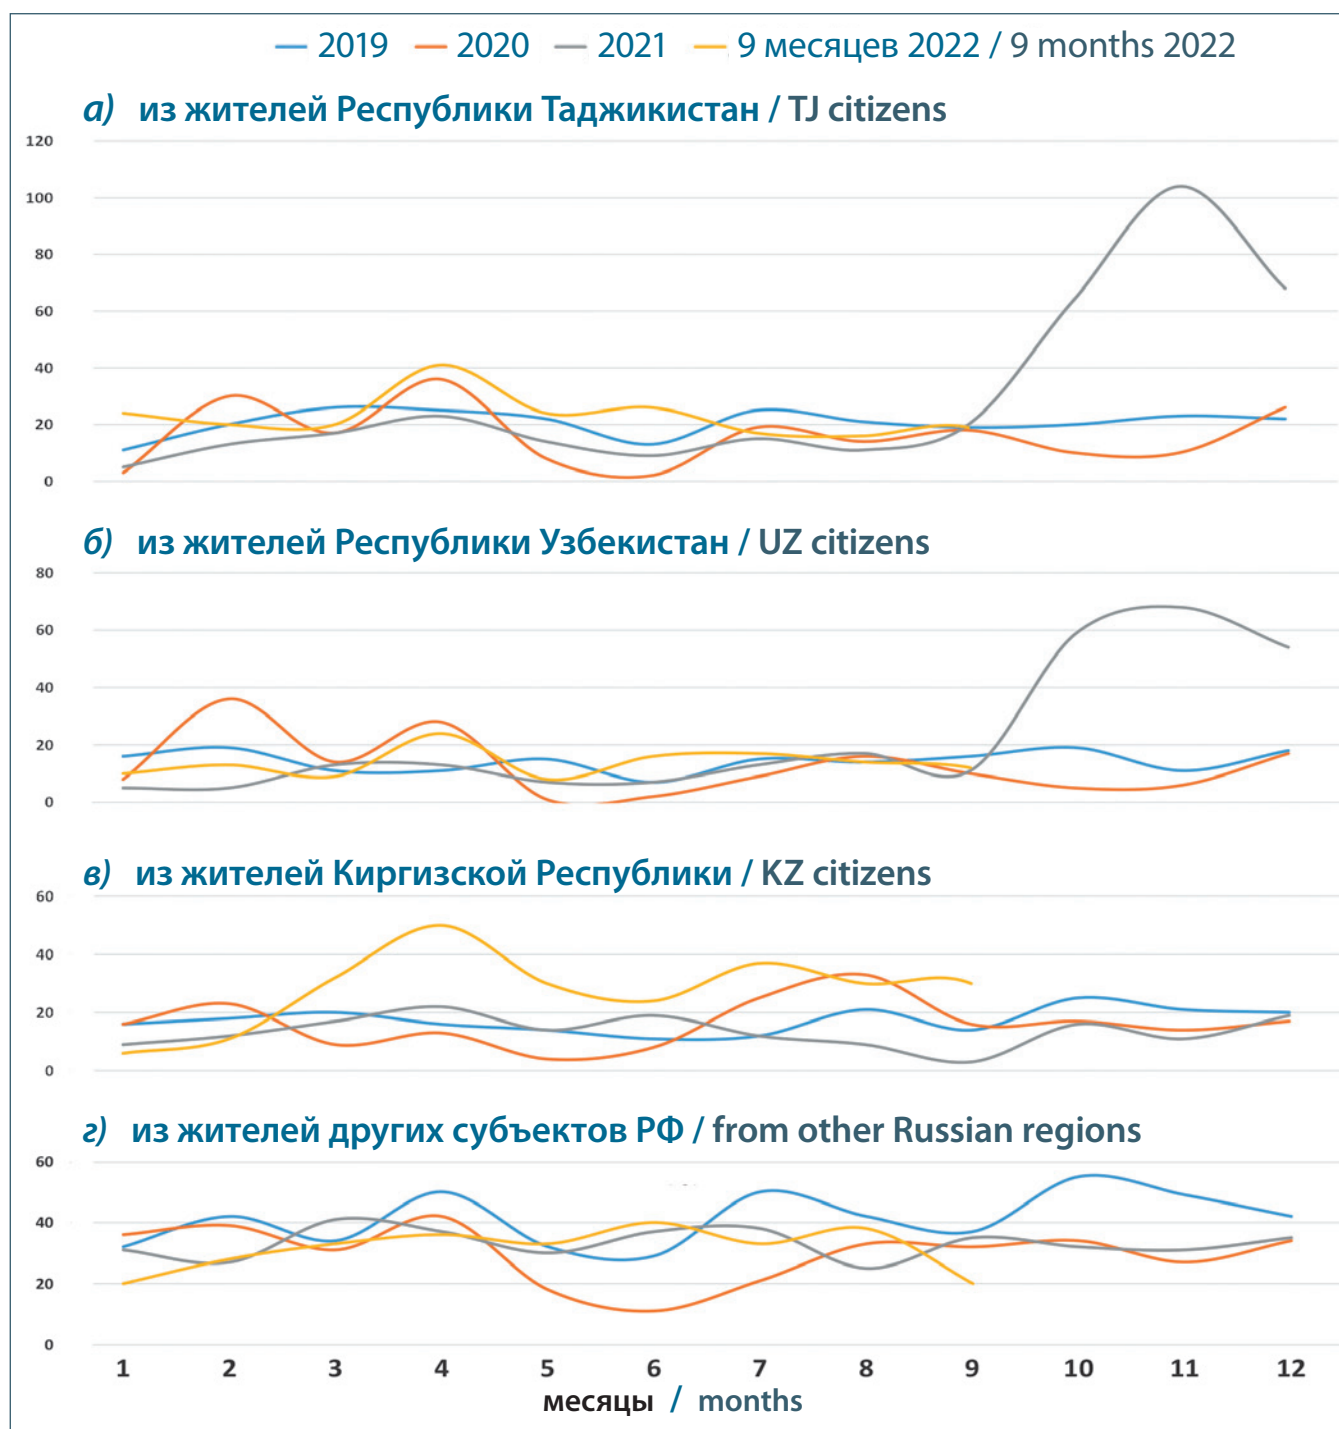 2019 2020 2021 9 месяцев 2022 / 9 months 2022
а) из жителей Республики Таджикистан / TJ citizens
120
100
80
60
40
20
0
б) из жителей Республики Узбекистан / UZ citizens
80
60
40
20
0
в) из жителей Киргизской Республики / KZ citizens
60
40
20
0
г) из жителей других субъектов РФ / from other Russian regions
60
40
20
0
1 2 3 4 5 6 7 8 9 10 11 12
месяцы / months